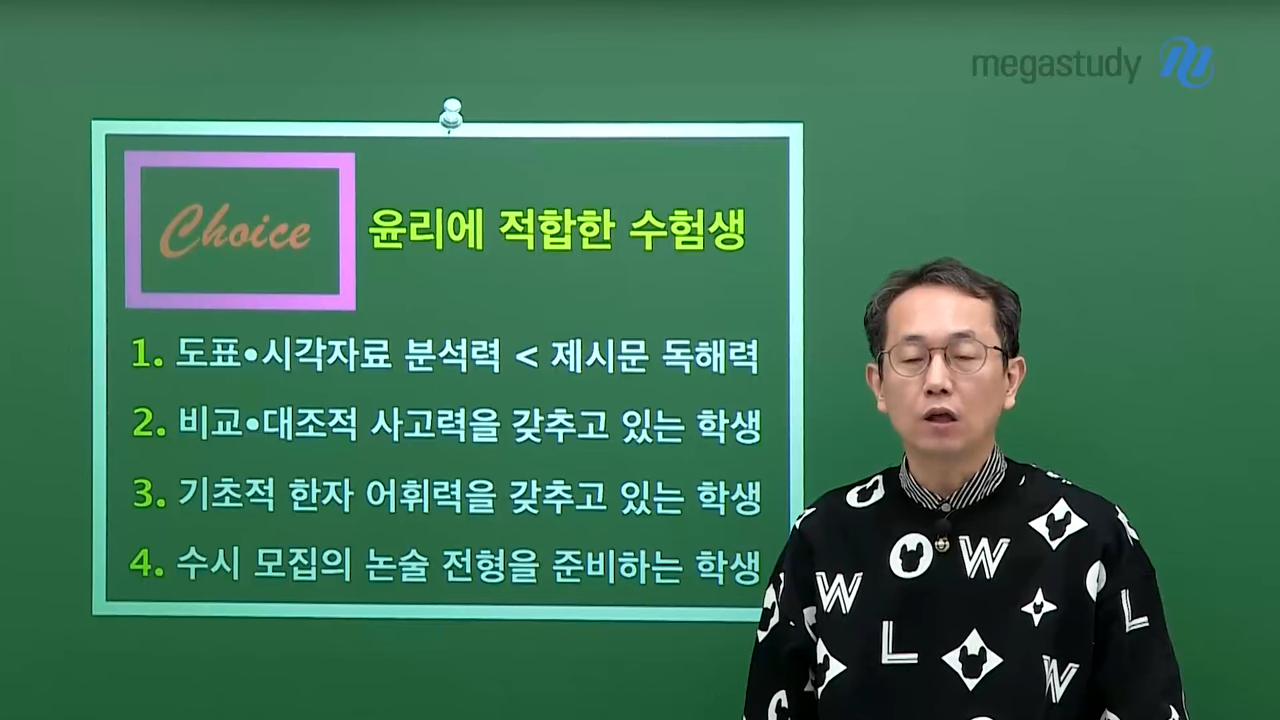 megastudy
Choice 윤리에 적합한 수험생
1. 도표•시각자료 분석력 < 제시문 독해력
2. 비교•대조적 사고력을 갖추고 있는 학생
3. 기초적 한자 어휘력을 갖추고 있는 학생
4. 수시 모집의 논술 전형을 준비하는 학생
O W
W
L
L
W